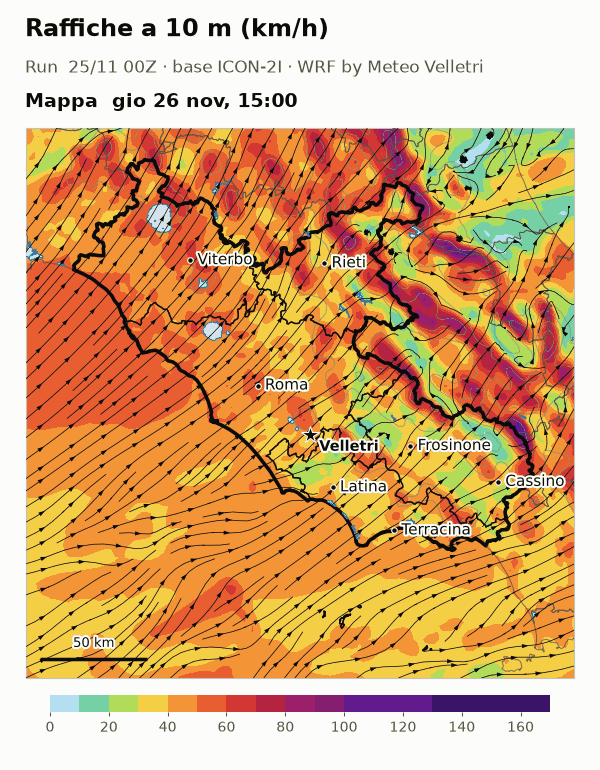 Raffiche a 10 m (km/h)
Run  25/11 00Z · base ICON-2I · WRF by Meteo Velletri
Mappa  gio 26 nov, 15:00
Viterbo
Rieti
Roma
Velletri
Frosinone
Cassino
Latina
Terracina
50 km
0 20 40 60 80 100 120 140 160